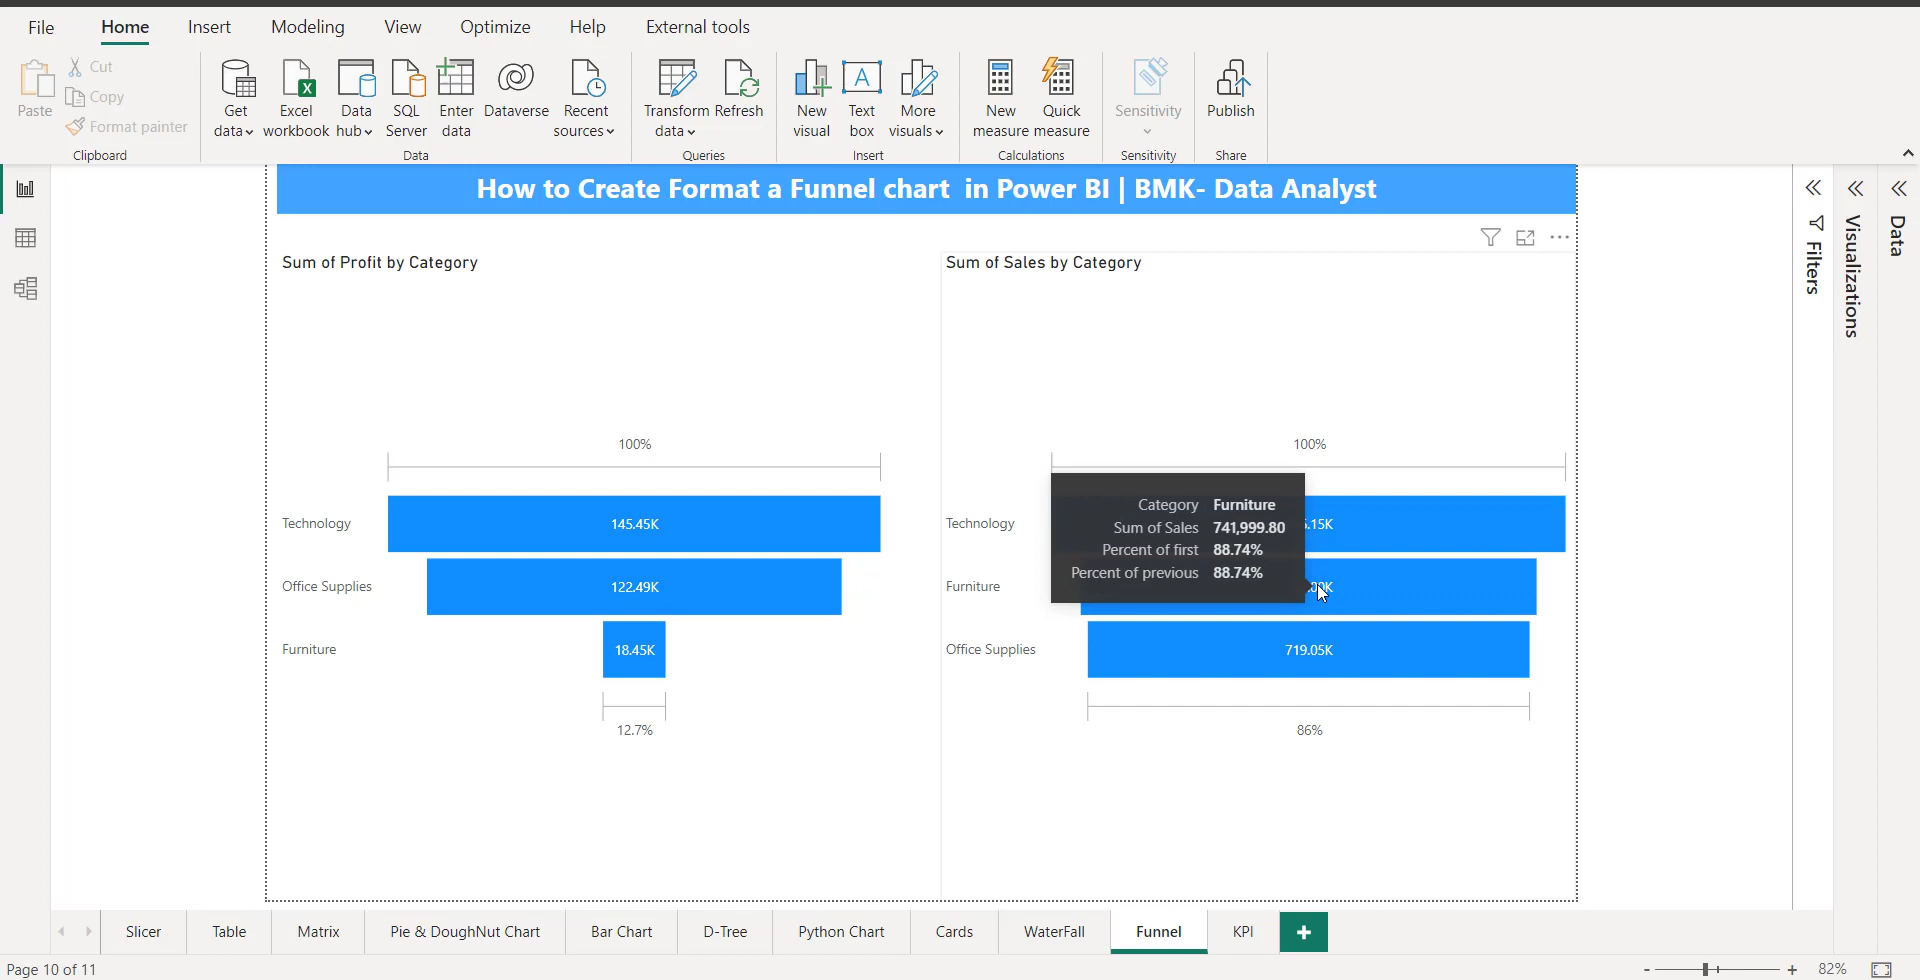 File Home Insert Modeling View Optimize Help External tools
Paste Cut Copy Format painter
Clipboard
Get data Excel workbook Data hub SQL Server Enter data Dataverse Recent sources
Data
Transform data Refresh
Queries
New visual Text box More visuals
Insert
New measure Quick measure
Calculations
Sensitivity
Sensitivity
Publish
Share
How to Create Format a Funnel chart in Power BI | BMK- Data Analyst
Sum of Profit by Category
100%
Technology 145.45K
Office Supplies 122.49K
Furniture 18.45K
12.7%
Sum of Sales by Category
100%
Technology .15K
Furniture
Office Supplies 719.05K
86%
Category Furniture
Sum of Sales 741,999.80
Percent of first 88.74%
Percent of previous 88.74%
Filters
Visualizations
Data
Slicer Table Matrix Pie & DoughNut Chart Bar Chart D-Tree Python Chart Cards WaterFall Funnel KPI +
Page 10 of 11
- + 82%